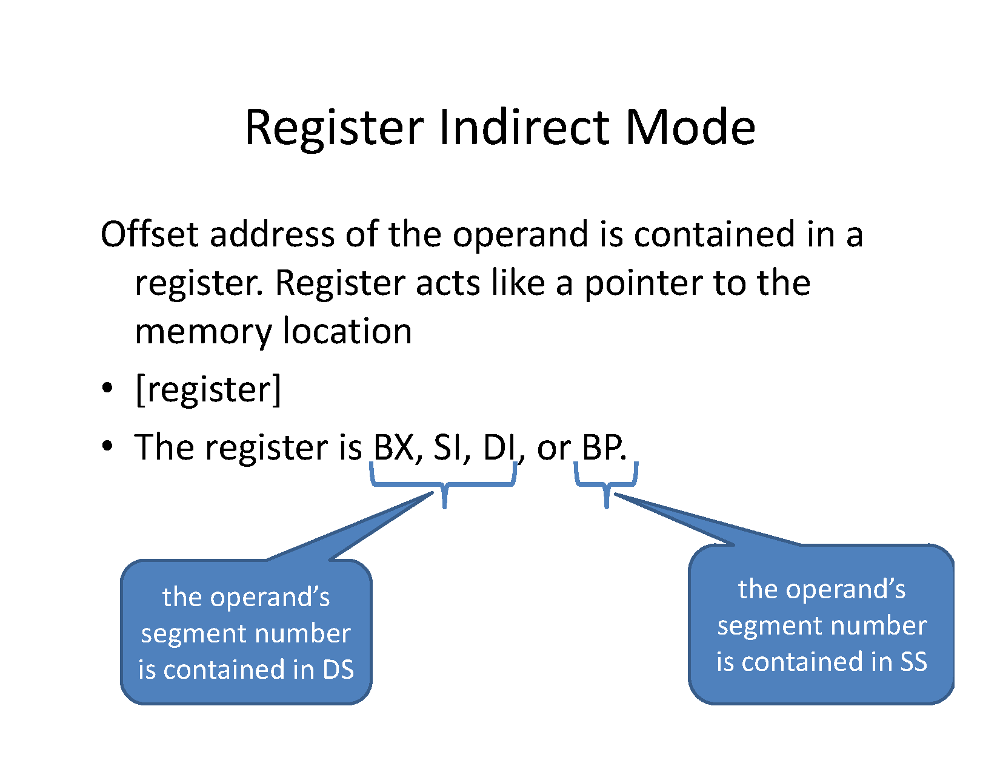 Register Indirect Mode
Offset address of the operand is contained in a
register. Register acts like a pointer to the
memory location
• [register]
• The register is BX, SI, DI, or BP.
the operand’s
segment number
is contained in DS
the operand’s
segment number
is contained in SS